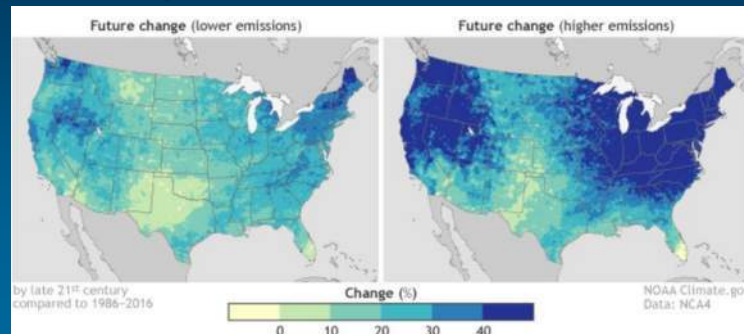 Future change (lower emissions)
Future change (higher emissions)
by late 21st century
compared to 1986-2016
Change (%)
NOAA Climate.go
Data: NCA4
0 10 20 30 40